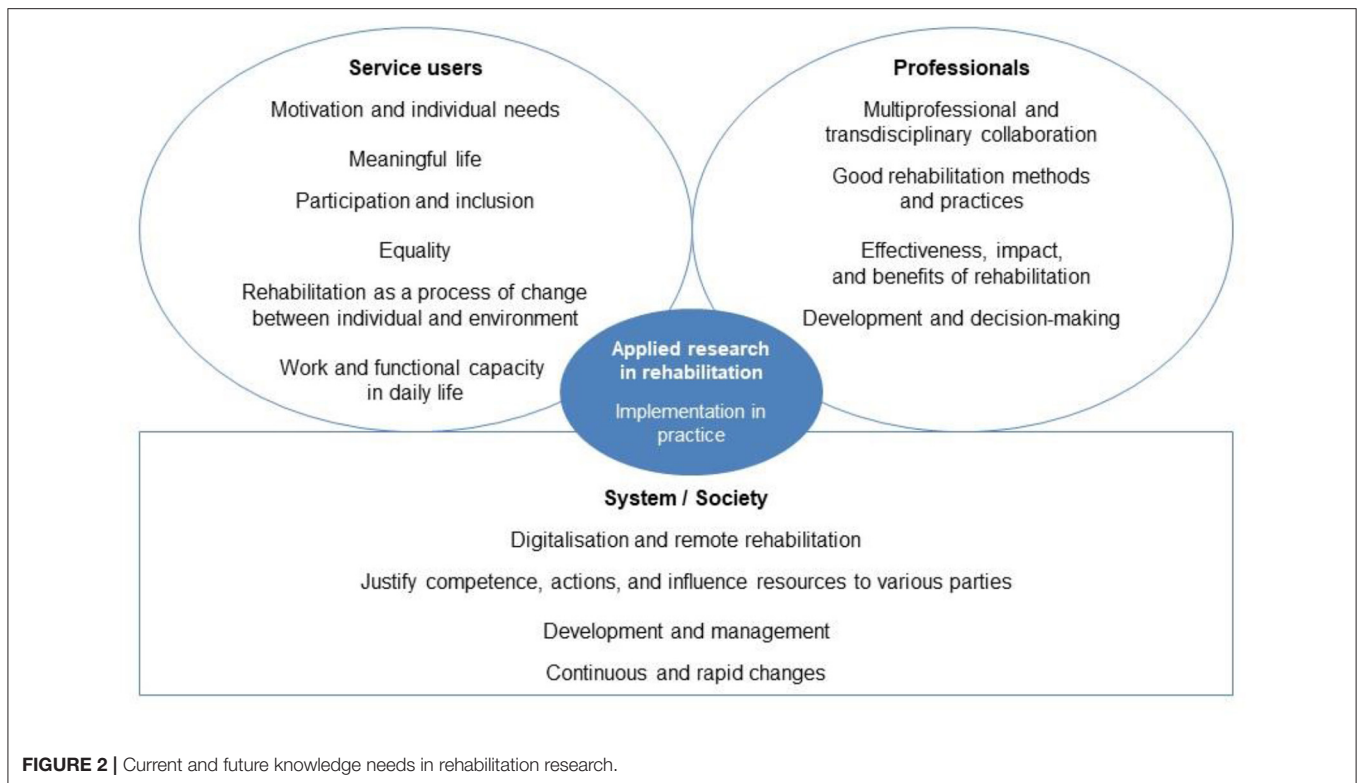 Service users
Motivation and individual needs
Meaningful life
Participation and inclusion
Equality
Rehabilitation as a process of change
between individual and environment
Work and functional capacity
in daily life
Professionals
Multiprofessional and
transdisciplinary collaboration
Good rehabilitation methods
and practices
Effectiveness, impact,
and benefits of rehabilitation
Development and decision-making
Applied research
in rehabilitation
Implementation in
practice
System / Society
Digitalisation and remote rehabilitation
Justify competence, actions, and influence resources to various parties
Development and management
Continuous and rapid changes
FIGURE 2 | Current and future knowledge needs in rehabilitation research.